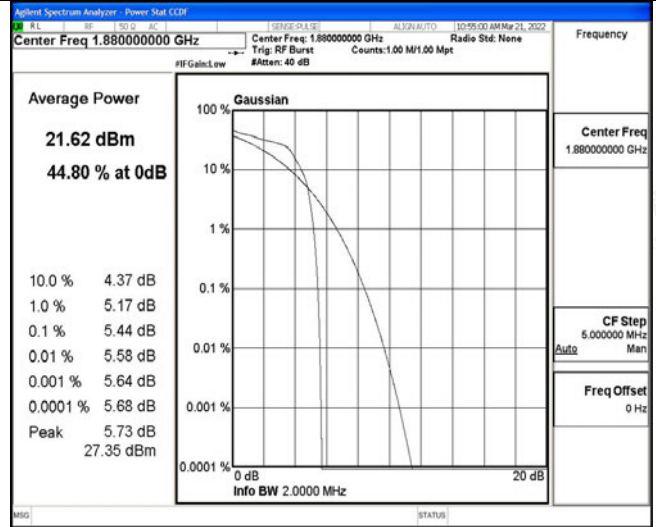 Agilent Spectrum Analyzer - Power Stat CCDF
RL RF 50 Ω AC SENSE:PULSE ALIGN AUTO 10:55:00 AM Mar 21, 2022
Center Freq 1.880000000 GHz
Center Freq: 1.880000000 GHz Radio Std: None
Trig: RF Burst Counts:1.00 M/1.00 Mpt
#IFGain:Low #Atten: 40 dB
Frequency
Average Power
21.62 dBm
44.80 % at 0dB
10.0 % 4.37 dB
1.0 % 5.17 dB
0.1 % 5.44 dB
0.01 % 5.58 dB
0.001 % 5.64 dB
0.0001 % 5.68 dB
Peak 5.73 dB
27.35 dBm
Gaussian
100 %
10 %
1 %
0.1 %
0.01 %
0.001 %
0.0001 %
0 dB 20 dB
Info BW 2.0000 MHz
Center Freq
1.880000000 GHz
CF Step
5.000000 MHz
Auto Man
Freq Offset
0 Hz
MSG STATUS